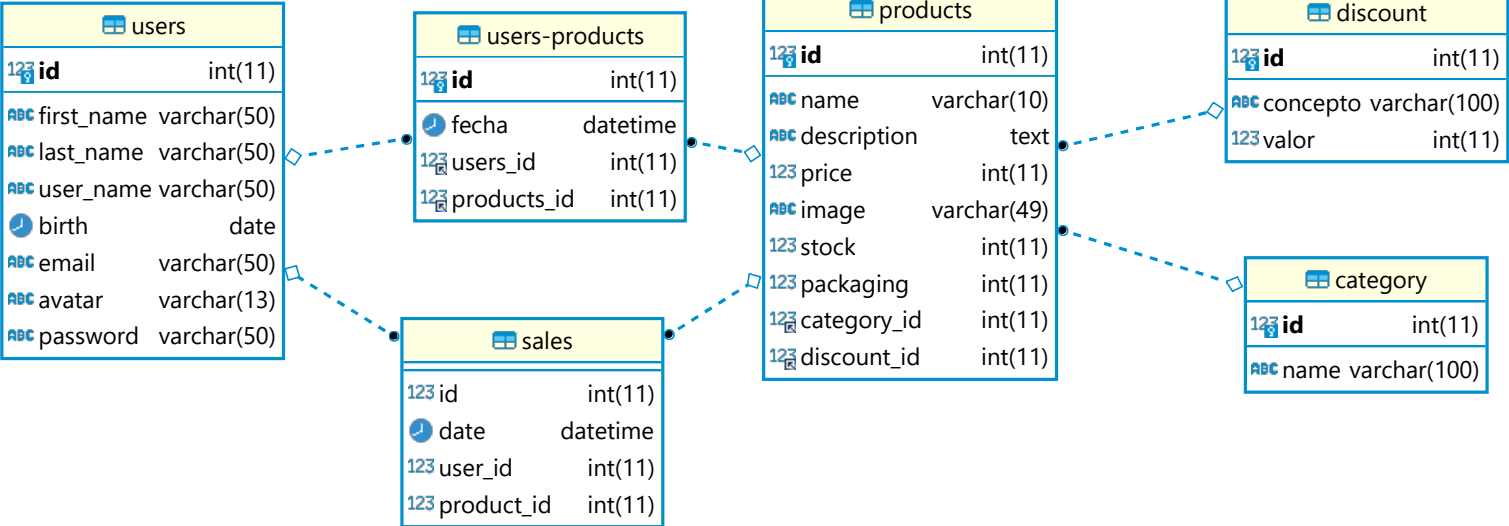 users
id int(11)
first_name varchar(50)
last_name varchar(50)
user_name varchar(50)
birth date
email varchar(50)
avatar varchar(13)
password varchar(50)
users-products
id int(11)
fecha datetime
users_id int(11)
products_id int(11)
sales
id int(11)
date datetime
user_id int(11)
product_id int(11)
products
id int(11)
name varchar(10)
description text
price int(11)
image varchar(49)
stock int(11)
packaging int(11)
category_id int(11)
discount_id int(11)
discount
id int(11)
concepto varchar(100)
valor int(11)
category
id int(11)
name varchar(100)